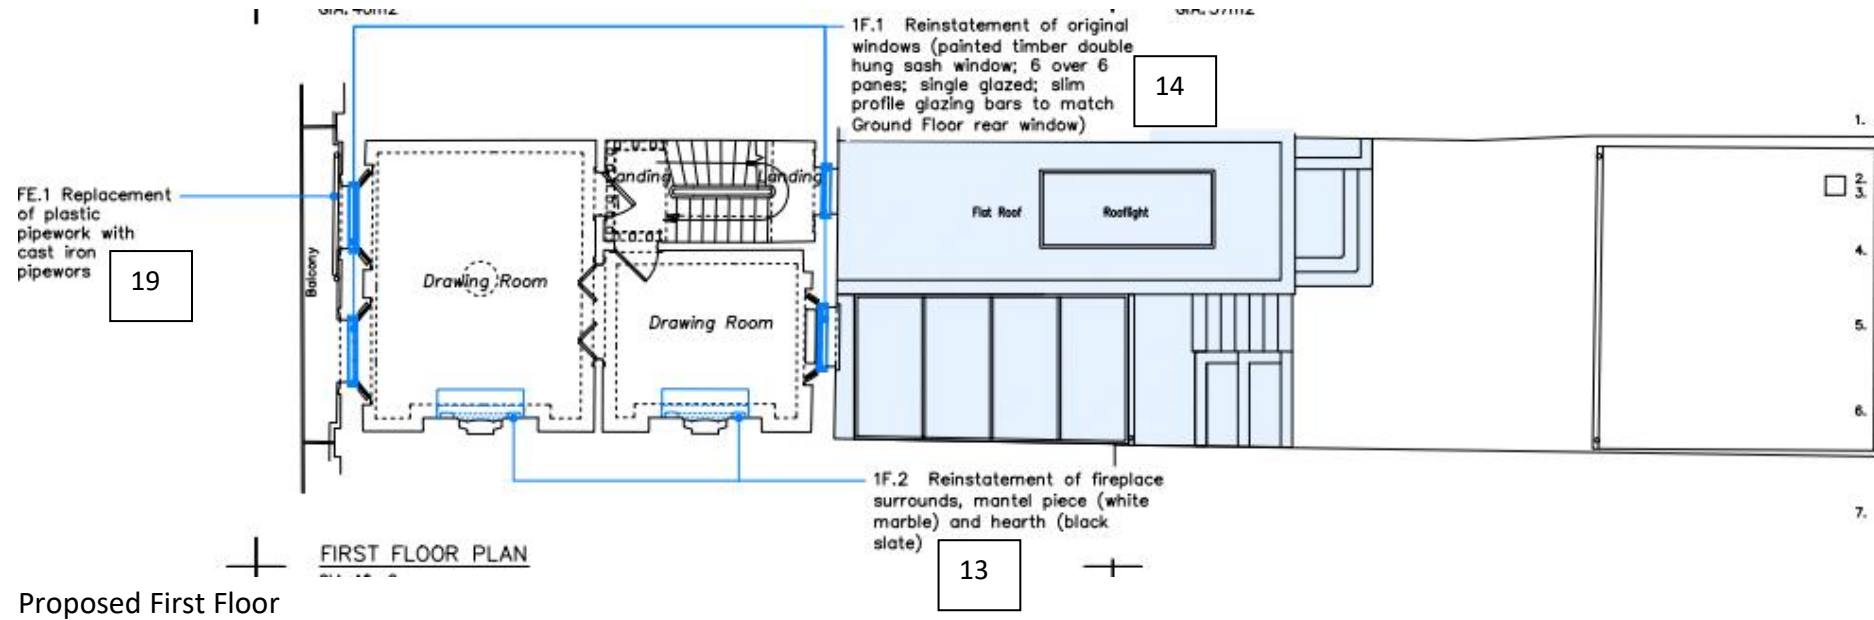 1F.1 Reinstatement of original
windows (painted timber double
hung sash window; 6 over 6
panes; single glazed; slim
profile glazing bars to match
Ground Floor rear window)
14
1.
FE.1 Replacement
of plastic
pipework with
cast iron
pipewors
19
Balcony
Landing
Landing
Flat Roof
Rooflight
2.
3.
4.
Drawing Room
Drawing Room
5.
6.
1F.2 Reinstatement of fireplace
surrounds, mantel piece (white
marble) and hearth (black
slate)
13
7.
FIRST FLOOR PLAN
Proposed First Floor